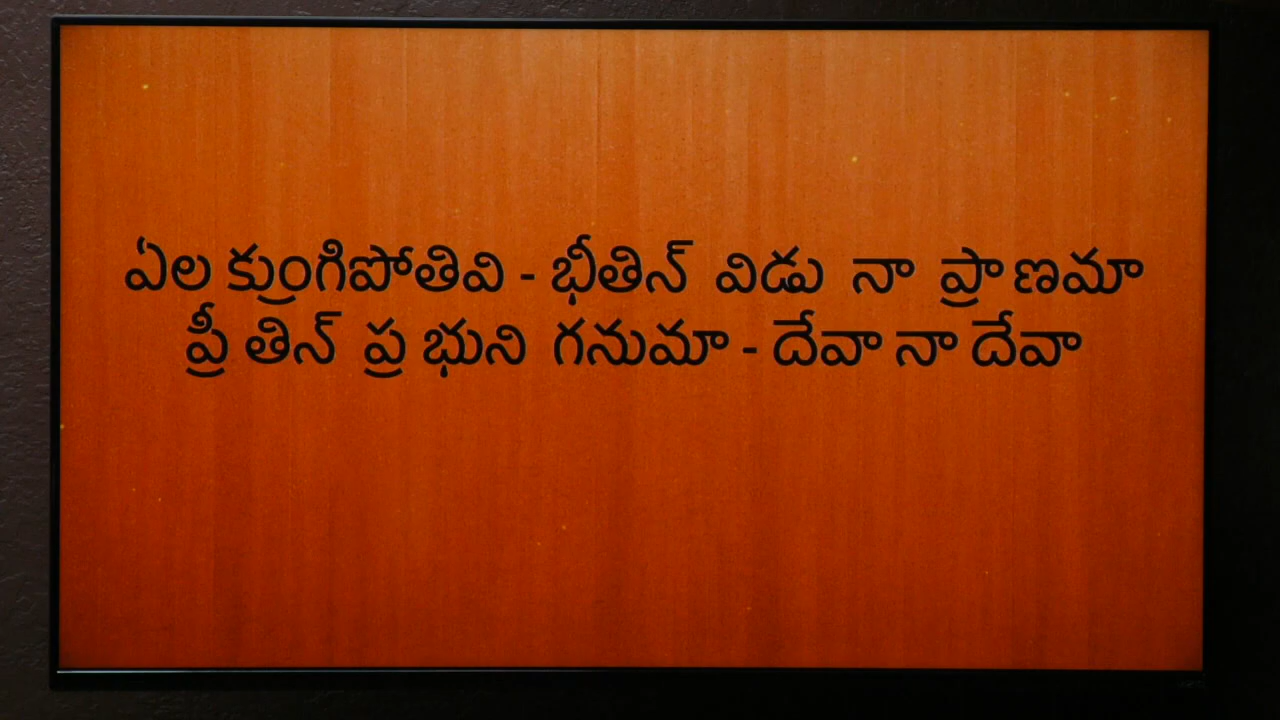 ఏల క్రుంగిపోతివి - భీతిన్ విడు నా ప్రాణమా
ప్రీతిన్ ప్రభుని గనుమా - దేవా నా దేవా